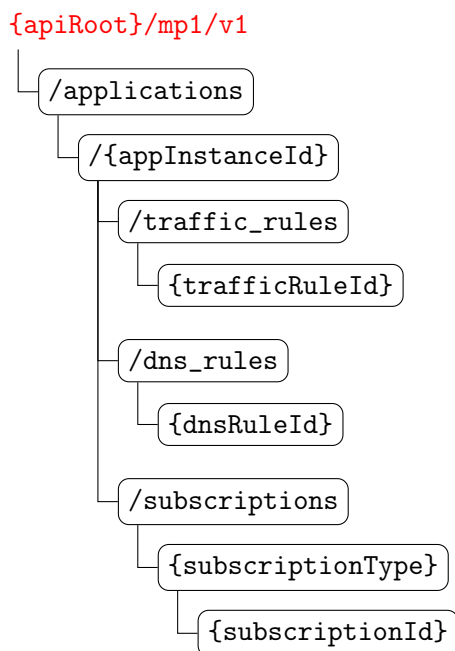 {apiRoot}/mp1/v1
/applications
/{appInstanceId}
/traffic_rules
{trafficRuleId}
/dns_rules
{dnsRuleId}
/subscriptions
{subscriptionType}
{subscriptionId}